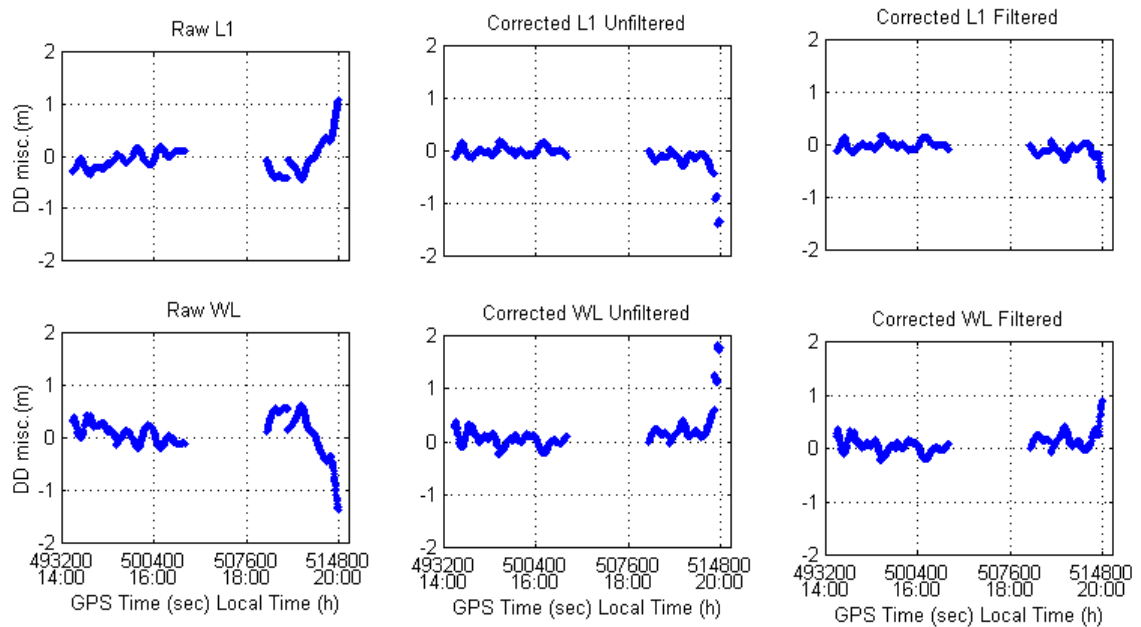 Raw L1
2
1
0
-1
-2
DD misc.(m)
Corrected L1 Unfiltered
2
1
0
-1
-2
Corrected L1 Filtered
2
1
0
-1
-2
Raw WL
2
1
0
-1
-2
DD misc.(m)
493200 500400 507600 514800
14:00 16:00 18:00 20:00
GPS Time (sec) Local Time (h)
Corrected WL Unfiltered
2
1
0
-1
-2
493200 500400 507600 514800
14:00 16:00 18:00 20:00
GPS Time (sec) Local Time (h)
Corrected WL Filtered
2
1
0
-1
-2
493200 500400 507600 514800
14:00 16:00 18:00 20:00
GPS Time (sec) Local Time (h)